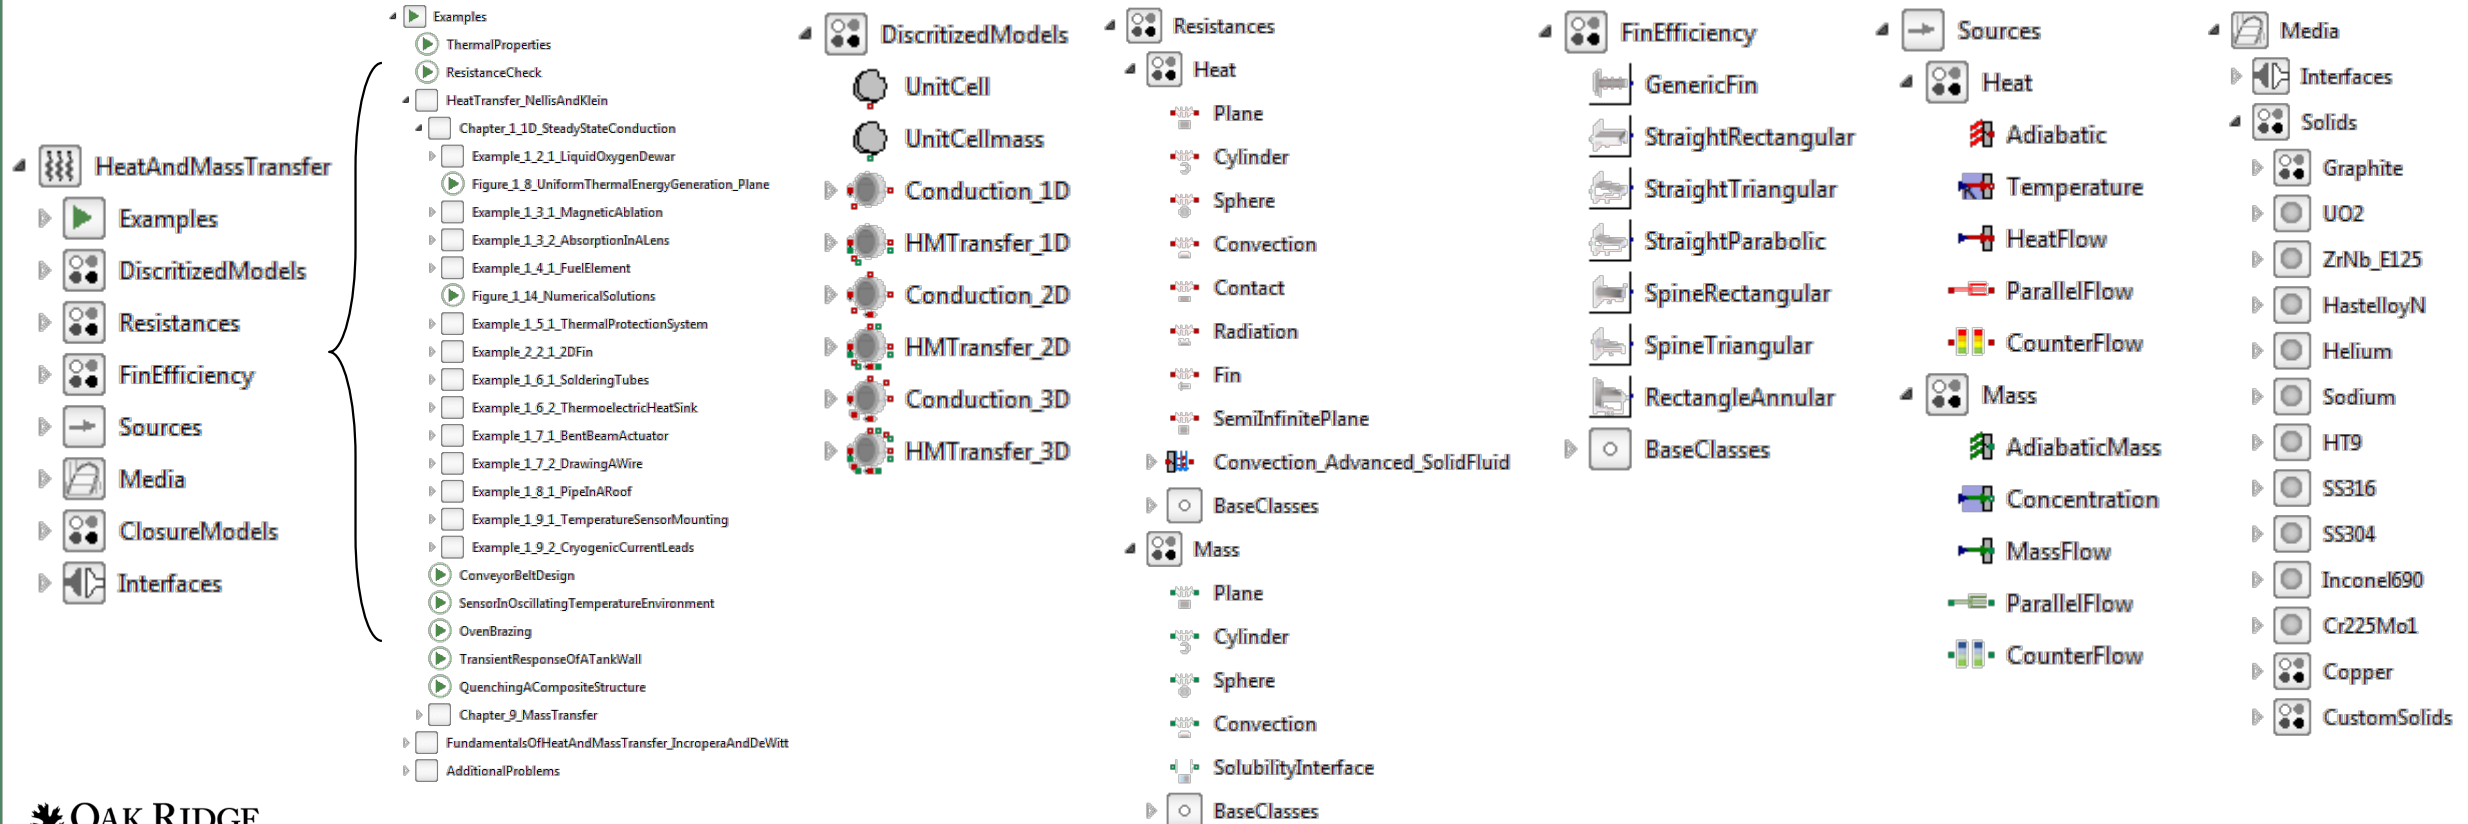 HeatAndMassTransfer
Examples
DiscritizedModels
Resistances
FinEfficiency
Sources
Media
ClosureModels
Interfaces
Examples
ThermalProperties
ResistanceCheck
HeatTransfer_NellisAndKlein
Chapter_1_1D_SteadyStateConduction
Example_1_2_1_LiquidOxygenDewar
Figure_1_8_UniformThermalEnergyGeneration_Plane
Example_1_3_1_MagneticAblation
Example_1_3_2_AbsorptionInALens
Example_1_4_1_FuelElement
Figure_1_14_NumericalSolutions
Example_1_5_1_ThermalProtectionSystem
Example_2_2_1_2DFin
Example_1_6_1_SolderingTubes
Example_1_6_2_ThermoelectricHeatSink
Example_1_7_1_BentBeamActuator
Example_1_7_2_DrawingAWire
Example_1_8_1_PipeInARoof
Example_1_9_1_TemperatureSensorMounting
Example_1_9_2_CryogenicCurrentLeads
ConveyorBeltDesign
SensorInOscillatingTemperatureEnvironment
OvenBrazing
TransientResponseOfATankWall
QuenchingACompositeStructure
Chapter_9_MassTransfer
FundamentalsOfHeatAndMassTransfer_IncroperaAndDeWitt
AdditionalProblems
DiscritizedModels
UnitCell
UnitCellmass
Conduction_1D
HMTransfer_1D
Conduction_2D
HMTransfer_2D
Conduction_3D
HMTransfer_3D
Resistances
Heat
Plane
Cylinder
Sphere
Convection
Contact
Radiation
Fin
SemiInfinitePlane
Convection_Advanced_SolidFluid
BaseClasses
Mass
Plane
Cylinder
Sphere
Convection
SolubilityInterface
BaseClasses
FinEfficiency
GenericFin
StraightRectangular
StraightTriangular
StraightParabolic
SpineRectangular
SpineTriangular
RectangleAnnular
BaseClasses
Sources
Heat
Adiabatic
Temperature
HeatFlow
ParallelFlow
CounterFlow
Mass
AdiabaticMass
Concentration
MassFlow
ParallelFlow
CounterFlow
Media
Interfaces
Solids
Graphite
UO2
ZrNb_E125
HastelloyN
Helium
Sodium
HT9
SS316
SS304
Inconel690
Cr225Mo1
Copper
CustomSolids
OAK RIDGE